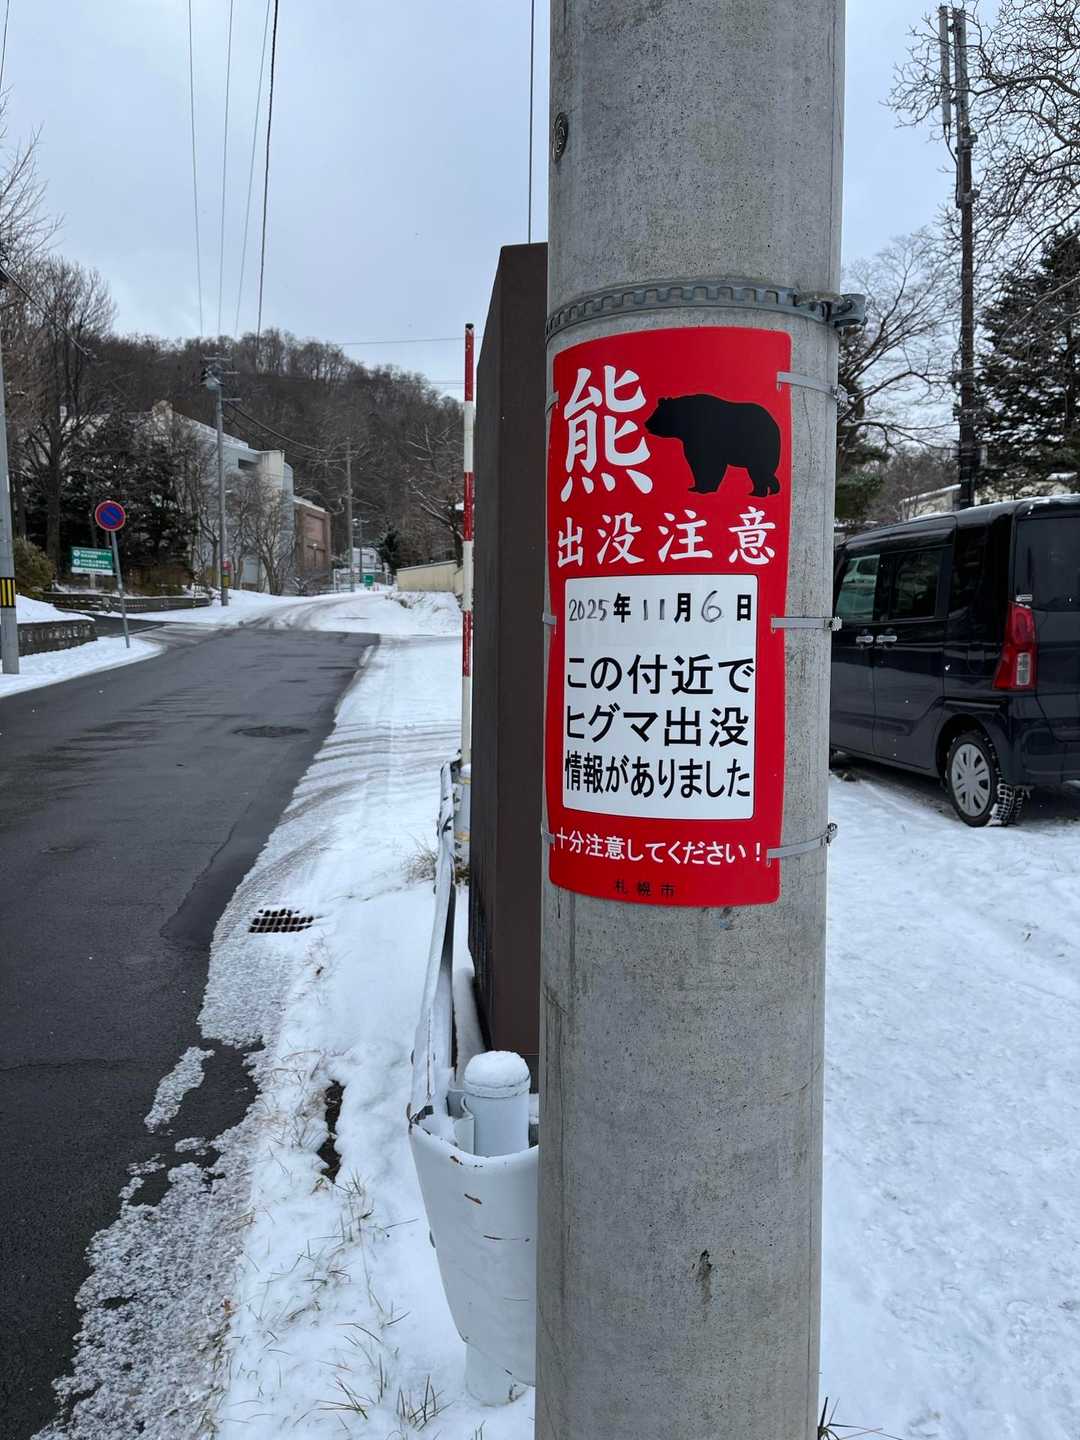 熊
出没注意
2025年11月6日
この付近で
ヒグマ出没
情報がありました
十分注意してください！
札幌市